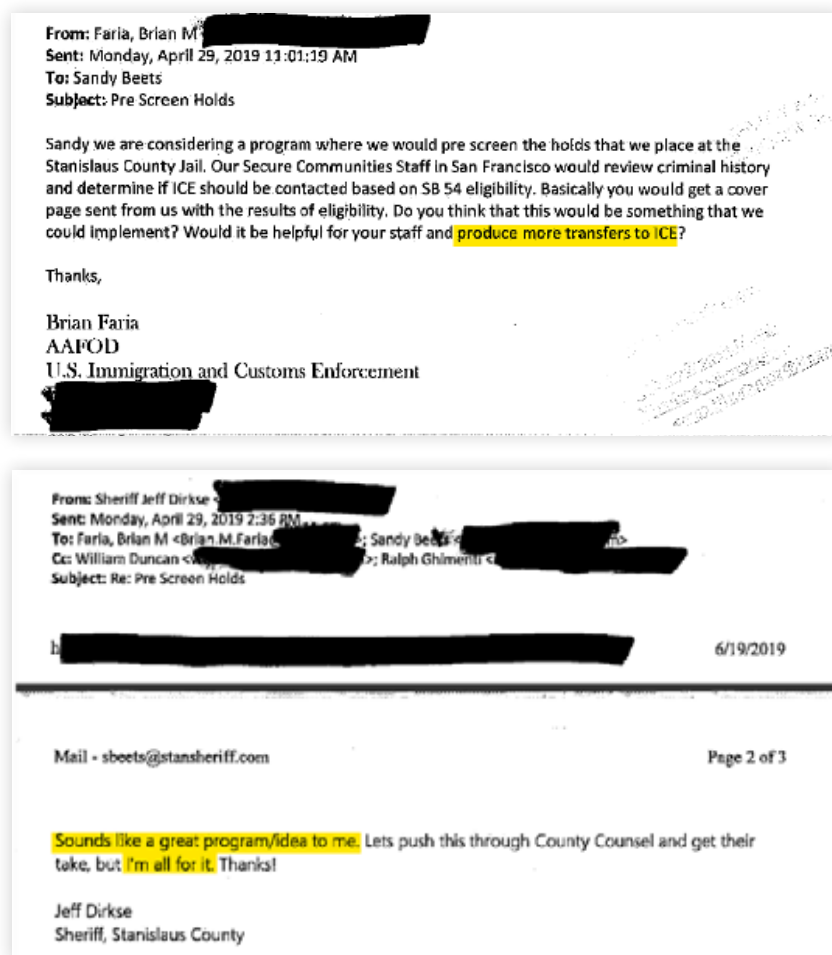 From: Faria, Brian M
Sent: Monday, April 29, 2019 11:01:19 AM
To: Sandy Beets
Subject: Pre Screen Holds
Sandy we are considering a program where we would pre screen the holds that we place at the
Stanislaus County Jail. Our Secure Communities Staff in San Francisco would review criminal history
and determine if ICE should be contacted based on SB 54 eligibility. Basically you would get a cover
page sent from us with the results of eligibility. Do you think that this would be something that we
could implement? Would it be helpful for your staff and produce more transfers to ICE?
Thanks,
Brian Faria
AAFOD
U.S. Immigration and Customs Enforcement
From: Sheriff Jeff Dirkse <
Sent: Monday, April 29, 2019 2:36 PM
To: Faria, Brian M <Brian.M.Faria >; Sandy Beets <
Cc: William Duncan < >; Ralph Ghimenti <
Subject: Re: Pre Screen Holds
h 6/19/2019
Mail - sbeets@stansheriff.com Page 2 of 3
Sounds like a great program/idea to me. Lets push this through County Counsel and get their
take, but I'm all for it. Thanks!
Jeff Dirkse
Sheriff, Stanislaus County